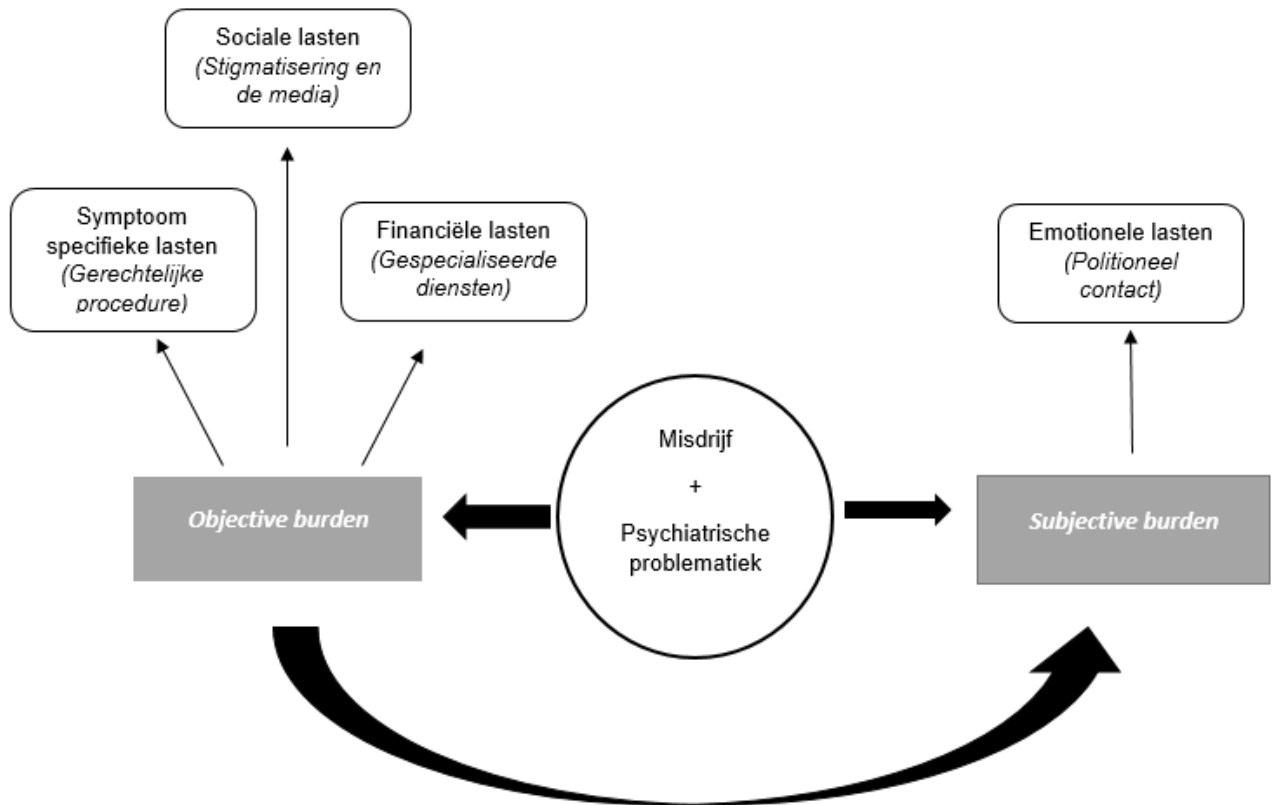 Sociale lasten
(Stigmatisering en
de media)
Symptoom
specifieke lasten
(Gerechtelijke
procedure)
Financiële lasten
(Gespecialiseerde
diensten)
Emotionele lasten
(Politioneel
contact)
Objective burden
Misdrijf
+
Psychiatrische
problematiek
Subjective burden